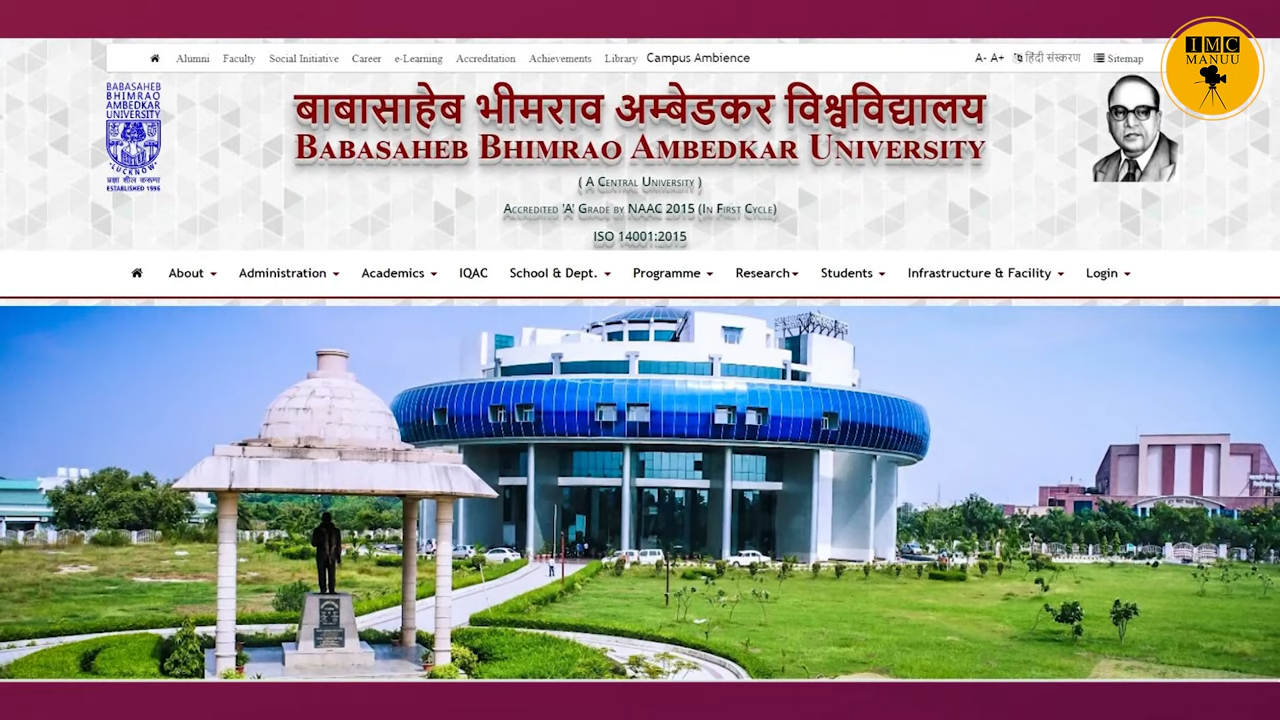 IMC
MANUU
Alumni Faculty Social Initiative Career e-Learning Accreditation Achievements Library Campus Ambience A- A+ हिंदी संस्करण Sitemap
BABASAHEB
BHIMRAO
AMBEDKAR
UNIVERSITY
LUCKNOW
प्रज्ञा शील करूणा
ESTABLISHED 1996
बाबासाहेब भीमराव अम्बेडकर विश्वविद्यालय
BABASAHEB BHIMRAO AMBEDKAR UNIVERSITY
( A CENTRAL UNIVERSITY )
ACCREDITED 'A' GRADE BY NAAC 2015 (IN FIRST CYCLE)
ISO 14001:2015
About Administration Academics IQAC School & Dept. Programme Research Students Infrastructure & Facility Login